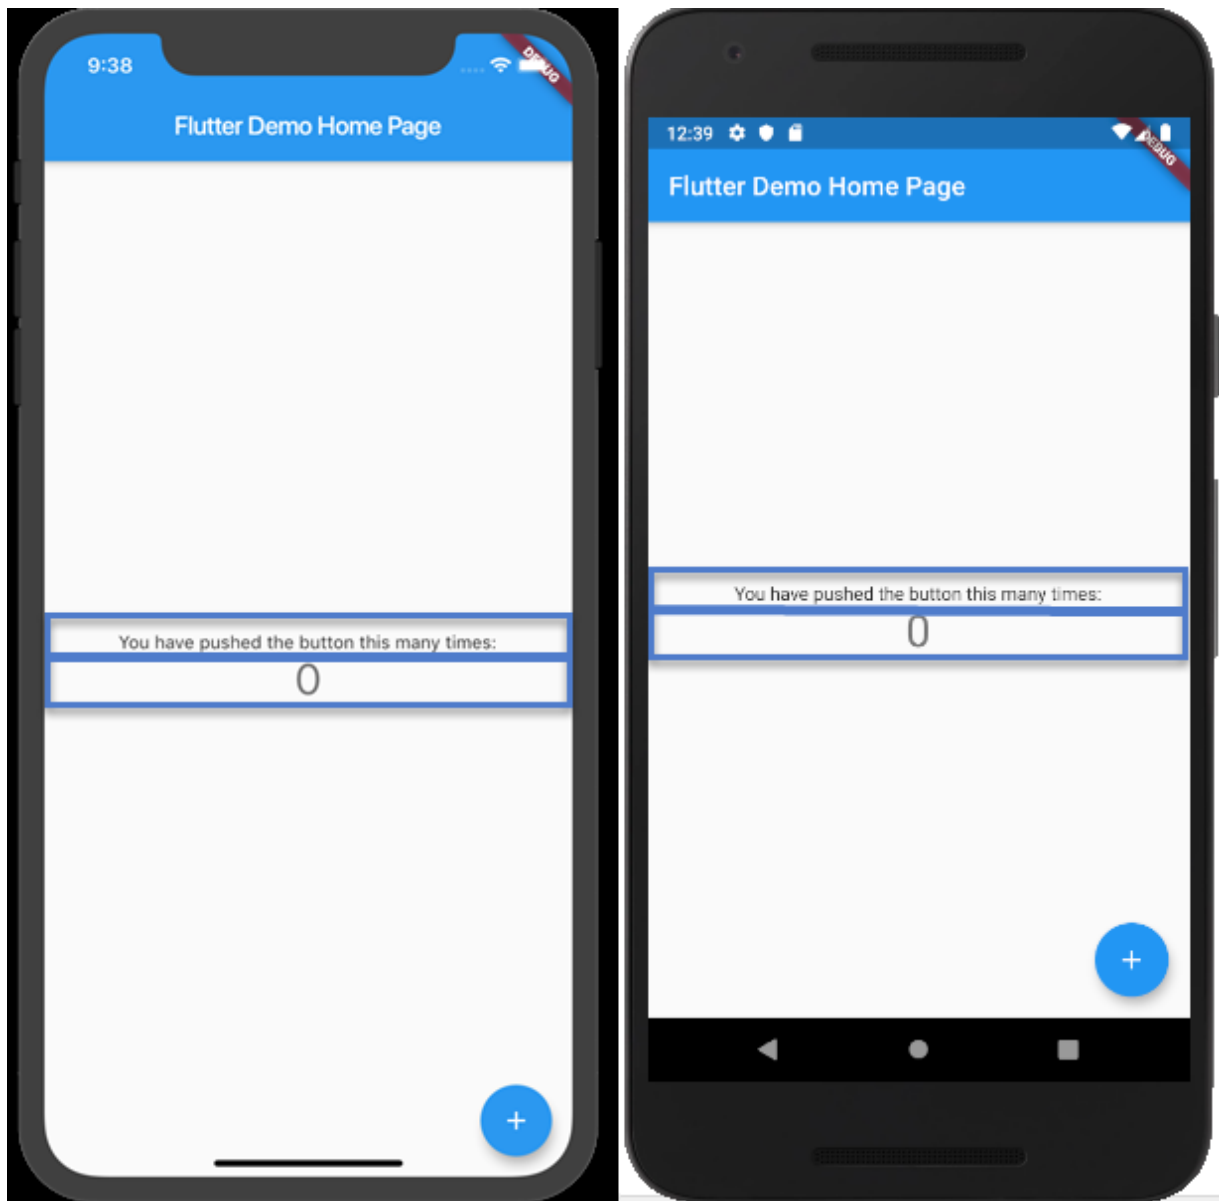 9:38
DEBUG
Flutter Demo Home Page
You have pushed the button this many times:
0
+
12:39
DEBUG
Flutter Demo Home Page
You have pushed the button this many times:
0
+